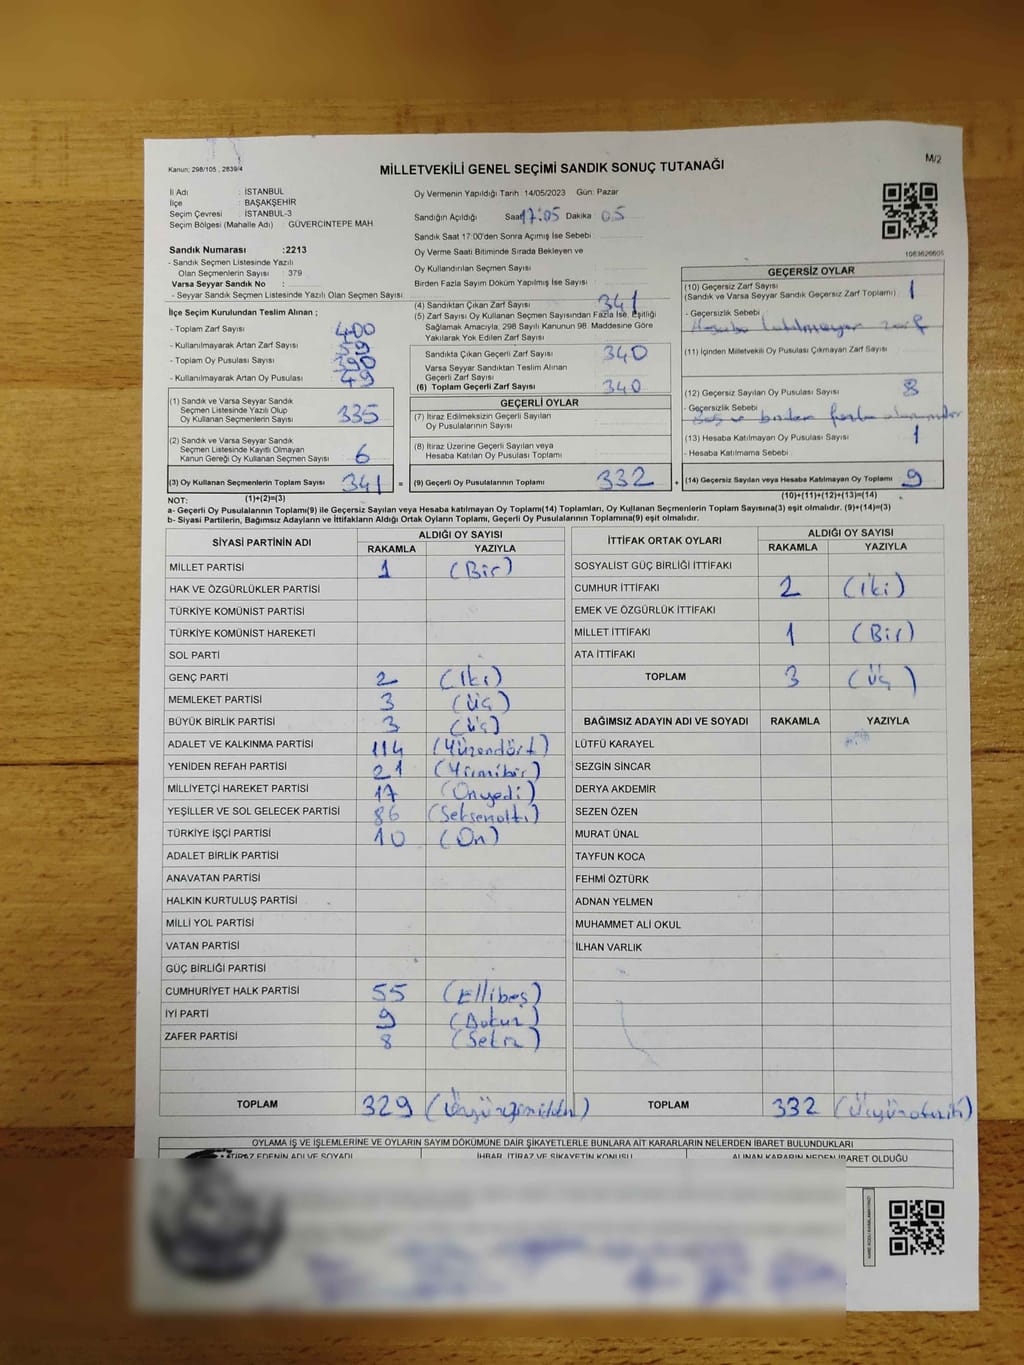 Kanun: 298/105 , 2839/4
MİLLETVEKİLİ GENEL SEÇİMİ SANDIK SONUÇ TUTANAĞI
M/2
İl Adı : İSTANBUL
İlçe : BAŞAKŞEHİR
Seçim Çevresi : İSTANBUL-3
Seçim Bölgesi (Mahalle Adı) : GÜVERCİNTEPE MAH
Sandık Numarası :2213
- Sandık Seçmen Listesinde Yazılı
Olan Seçmenlerin Sayısı : 379
Varsa Seyyar Sandık No :
- Seyyar Sandık Seçmen Listesinde Yazılı Olan Seçmen Sayısı
Oy Vermenin Yapıldığı Tarih 14/05/2023 Gün: Pazar
Sandığın Açıldığı Saat 17:05 Dakika 05
Sandık Saat 17:00'den Sonra Açımış İse Sebebi
Oy Verme Saati Bitiminde Sırada Bekleyen ve
Oy Kullandırılan Seçmen Sayısı
Birden Fazla Sayım Döküm Yapılmış İse Sayısı :
İlçe Seçim Kurulundan Teslim Alınan ;
- Toplam Zarf Sayısı 400
- Kullanılmayarak Artan Zarf Sayısı 59
- Toplam Oy Pusulası Sayısı 390
- Kullanılmayarak Artan Oy Pusulası 49
(1) Sandık ve Varsa Seyyar Sandık
Seçmen Listesinde Yazılı Olup
Oy Kullanan Seçmenlerin Sayısı 335
(2) Sandık ve Varsa Seyyar Sandık
Seçmen Listesinde Kayıtlı Olmayan
Kanun Gereği Oy Kullanan Seçmen Sayısı 6
(3) Oy Kullanan Seçmenlerin Toplam Sayısı 341 =
(4) Sandıktan Çıkan Zarf Sayısı 341
(5) Zarf Sayısı Oy Kullanan Seçmen Sayısından Fazla İse, Eşitliği
Sağlamak Amacıyla, 298 Sayılı Kanunun 98. Maddesine Göre
Yakılarak Yok Edilen Zarf Sayısı
Sandıkta Çıkan Geçerli Zarf Sayısı 340
Varsa Seyyar Sandıktan Teslim Alınan
Geçerli Zarf Sayısı
(6) Toplam Geçerli Zarf Sayısı 340
GEÇERLİ OYLAR
(7) İtiraz Edilmeksizin Geçerli Sayılan
Oy Pusulalarının Sayısı
(8) İtiraz Üzerine Geçerli Sayılan veya
Hesaba Katılan Oy Pusulası Toplamı
(9) Geçerli Oy Pusulalarının Toplamı 332 +
1083626605
GEÇERSİZ OYLAR
(10) Geçersiz Zarf Sayısı 1
(Sandık ve Varsa Seyyar Sandık Geçersiz Zarf Toplamı)
- Geçersizlik Sebebi
Hesaba katılmayan zarf
(11) İçinden Milletvekili Oy Pusulası Çıkmayan Zarf Sayısı
(12) Geçersiz Sayılan Oy Pusulası Sayısı 8
- Geçersizlik Sebebi
ve birden fazla
(13) Hesaba Katılmayan Oy Pusulası Sayısı 1
- Hesaba Katılmama Sebebi
(14) Geçersiz Sayılan veya Hesaba Katılmayan Oy Toplamı 9
NOT: (1)+(2)=(3)
(10)+(11)+(12)+(13)=(14)
a- Geçerli Oy Pusulalarının Toplamı(9) ile Geçersiz Sayılan veya Hesaba katılmayan Oy Toplamı(14) Toplamları, Oy Kullanan Seçmenlerin Toplam Sayısına(3) eşit olmalıdır. (9)+(14)=(3)
b- Siyasi Partilerin, Bağımsız Adayların ve İttifakların Aldığı Ortak Oyların Toplamı, Geçerli Oy Pusulalarının Toplamına(9) eşit olmalıdır.
SİYASİ PARTİNİN ADI
ALDIĞI OY SAYISI
RAKAMLA YAZIYLA
MİLLET PARTİSİ 1 (Bir)
HAK VE ÖZGÜRLÜKLER PARTİSİ
TÜRKİYE KOMÜNİST PARTİSİ
TÜRKİYE KOMÜNİST HAREKETİ
SOL PARTİ
GENÇ PARTİ 2 (İki)
MEMLEKET PARTİSİ 3 (Üç)
BÜYÜK BİRLİK PARTİSİ 3 (Üç)
ADALET VE KALKINMA PARTİSİ 114 (Yüzondört)
YENİDEN REFAH PARTİSİ 21 (Yirmibir)
MİLLİYETÇİ HAREKET PARTİSİ 17 (Onyedi)
YEŞİLLER VE SOL GELECEK PARTİSİ 86 (Seksenaltı)
TÜRKİYE İŞÇİ PARTİSİ 10 (On)
ADALET BİRLİK PARTİSİ
ANAVATAN PARTİSİ
HALKIN KURTULUŞ PARTİSİ
MİLLİ YOL PARTİSİ
VATAN PARTİSİ
GÜÇ BİRLİĞİ PARTİSİ
CUMHURİYET HALK PARTİSİ 55 (Ellibeş)
İYİ PARTİ 9 (Dokuz)
ZAFER PARTİSİ 8 (Sekiz)
TOPLAM 329
İTTİFAK ORTAK OYLARI
ALDIĞI OY SAYISI
RAKAMLA YAZIYLA
SOSYALIST GÜÇ BİRLİĞİ İTTİFAKI
CUMHUR İTTİFAKI 2 (İki)
EMEK VE ÖZGÜRLÜK İTTİFAKI
MİLLET İTTİFAKI 1 (Bir)
ATA İTTİFAKI
TOPLAM 3 (Üç)
BAĞIMSIZ ADAYIN ADI VE SOYADI RAKAMLA YAZIYLA
LÜTFÜ KARAYEL
SEZGİN SİNCAR
DERYA AKDEMİR
SEZEN ÖZEN
MURAT ÜNAL
TAYFUN KOCA
FEHMİ ÖZTÜRK
ADNAN YELMEN
MUHAMMET ALİ OKUL
İLHAN VARLIK
TOPLAM 332
OYLAMA İŞ VE İŞLEMLERİNE VE OYLARIN SAYIM DÖKÜMÜNE DAİR ŞİKAYETLERLE BUNLARA AİT KARARLARIN NELERDEN İBARET BULUNDUKLARI
İTİRAZ EDENİN ADI VE SOYADI İHBAR, İTİRAZ VE ŞİKAYETİN KONUSU ALINAN KARARIN NEDEN İBARET OLDUĞU